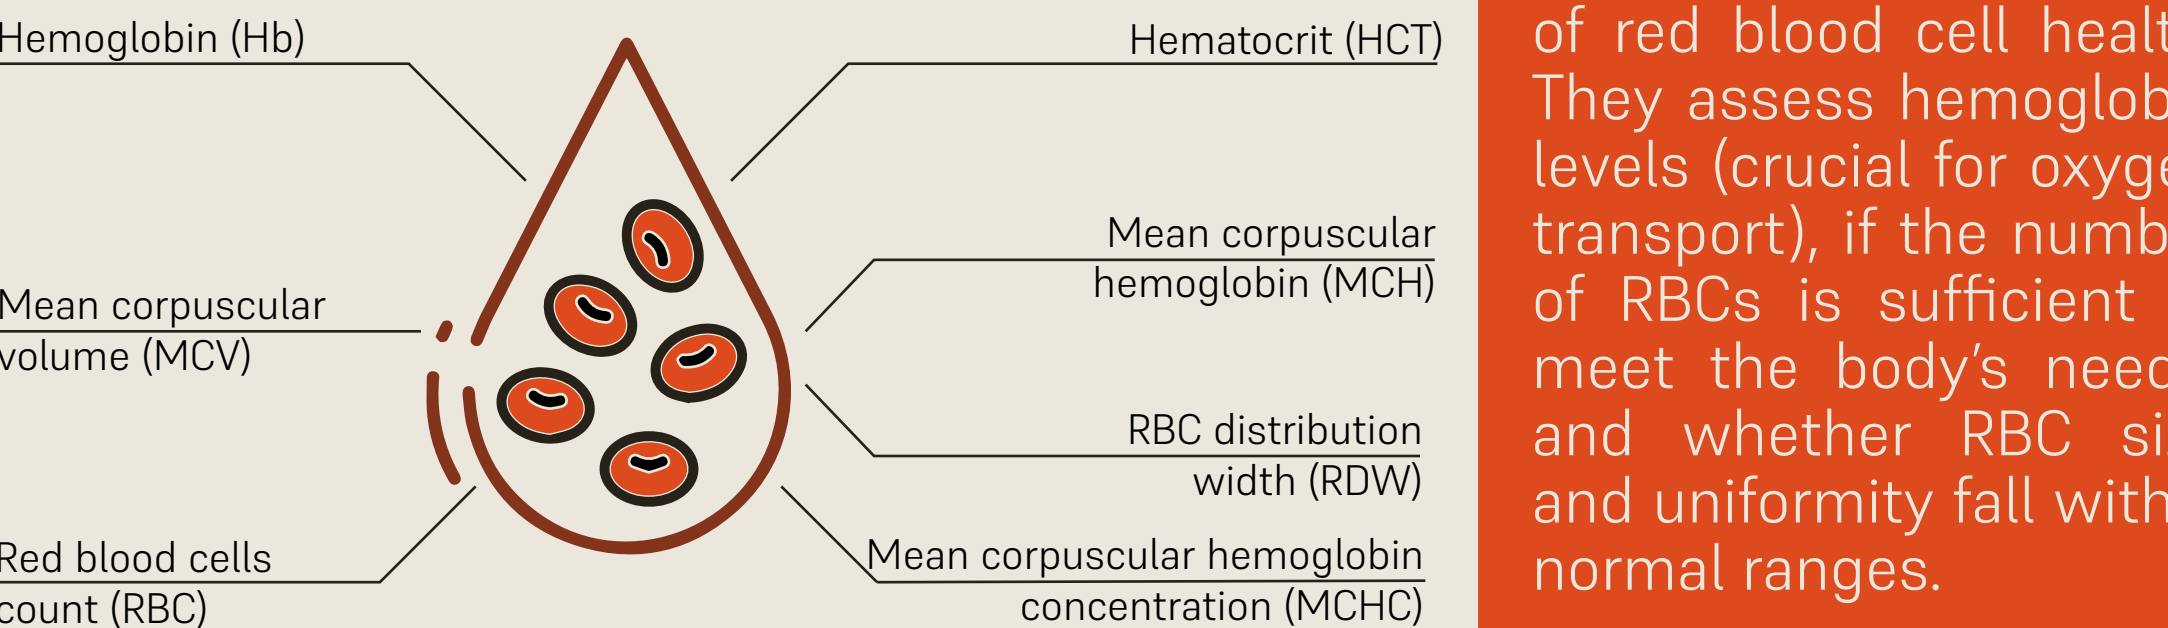 Hemoglobin (Hb)
Hematocrit (HCT)
Mean corpuscular
hemoglobin (MCH)
Mean corpuscular
volume (MCV)
RBC distribution
width (RDW)
Red blood cells
count (RBC)
Mean corpuscular hemoglobin
concentration (MCHC)
of red blood cell
They assess
levels (crucial for
transport), if the
of RBCs is sufficient
meet the body’s
and whether RBC
and uniformity fall
normal ranges.